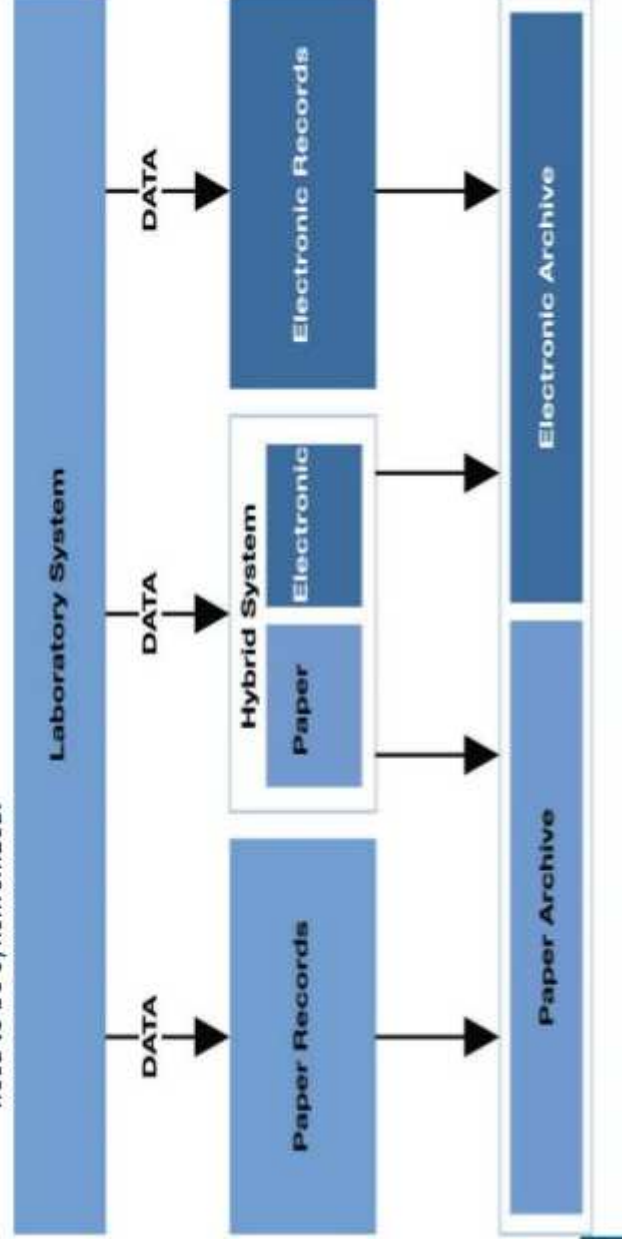 Laboratory System
DATA
DATA
DATA
Paper Records
Hybrid System
Paper
Electronic
Electronic Records
Paper Archive
Electronic Archive